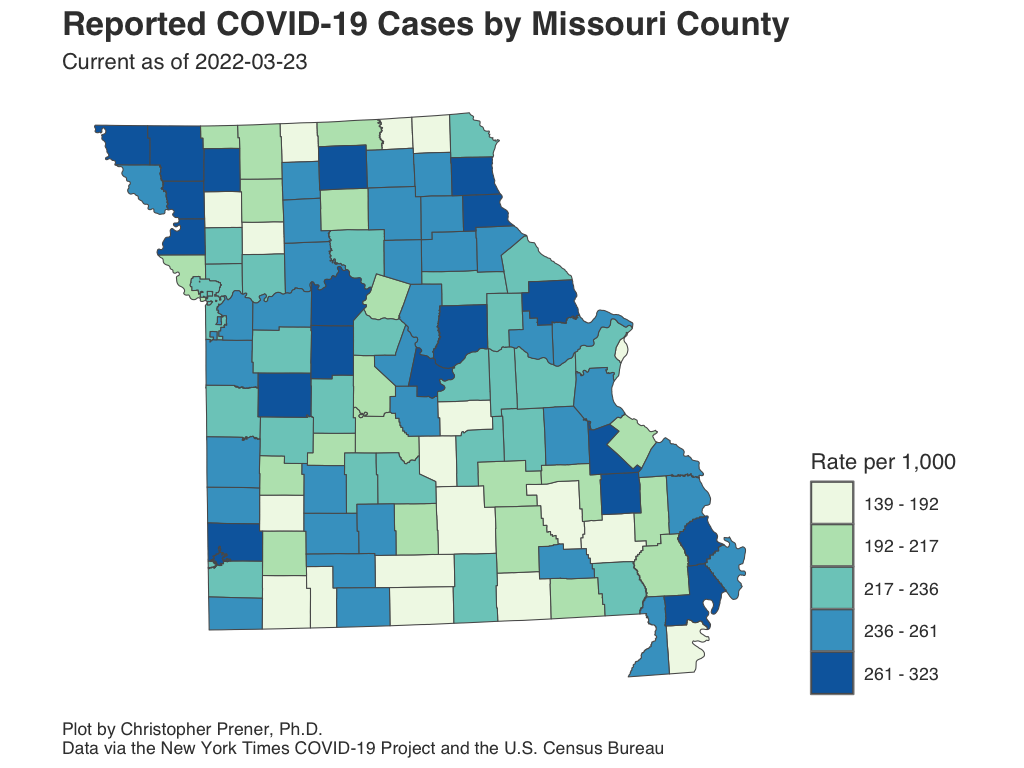 Reported COVID-19 Cases by Missouri County
Current as of 2022-03-23
Rate per 1,000
139 - 192
192 - 217
217 - 236
236 - 261
261 - 323
Plot by Christopher Prener, Ph.D.
Data via the New York Times COVID-19 Project and the U.S. Census Bureau